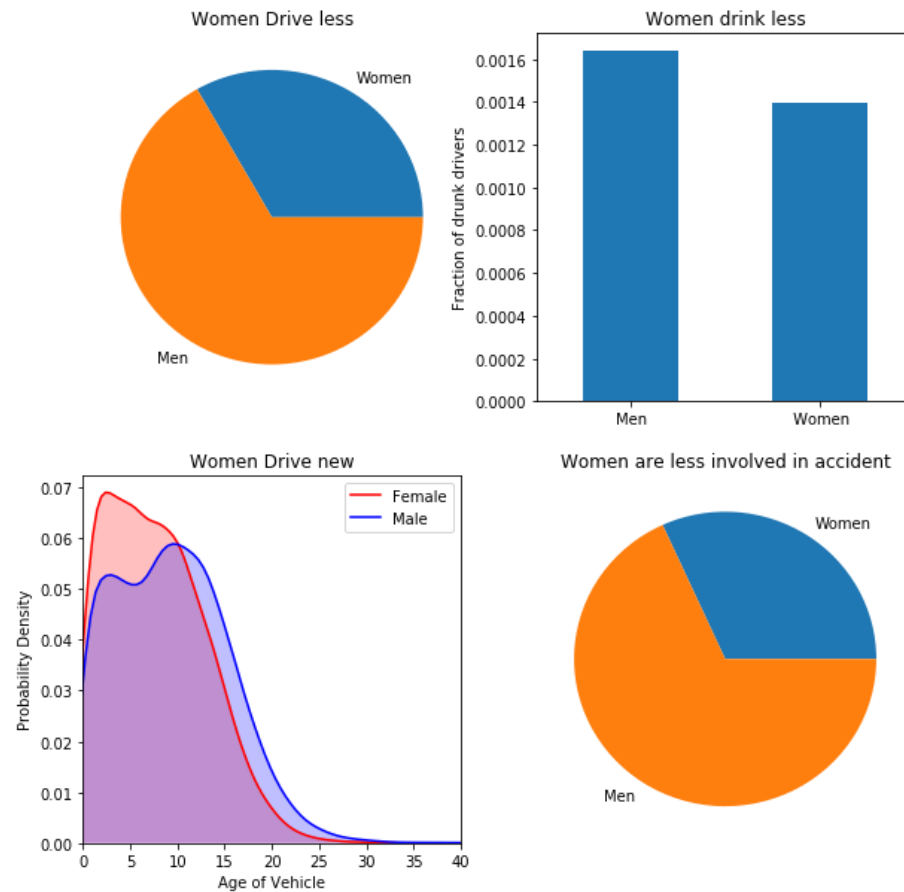 Women Drive less
Women
Men
Women drink less
Fraction of drunk drivers
0.0016
0.0014
0.0012
0.0010
0.0008
0.0006
0.0004
0.0002
0.0000
Men Women
Women Drive new
Probability Density
0.07
0.06
0.05
0.04
0.03
0.02
0.01
0.00
Female
Male
0 5 10 15 20 25 30 35 40
Age of Vehicle
Women are less involved in accident
Women
Men